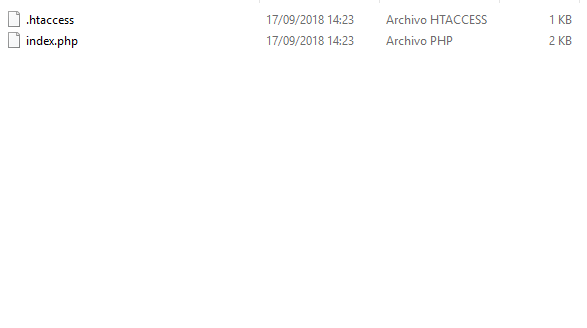 .htaccess 17/09/2018 14:23 Archivo HTACCESS 1 KB
index.php 17/09/2018 14:23 Archivo PHP 2 KB